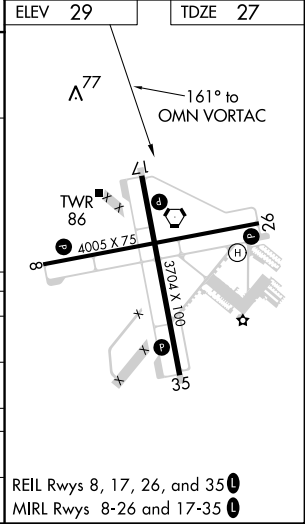 ELEV 29
TDZE 27
77
161° to
OMN VORTAC
17
TWR
86
P
P
26
4005 X 75
P
H
8
3704 X 100
P
35
REIL Rwys 8, 17, 26, and 35 L
MIRL Rwys 8-26 and 17-35 L